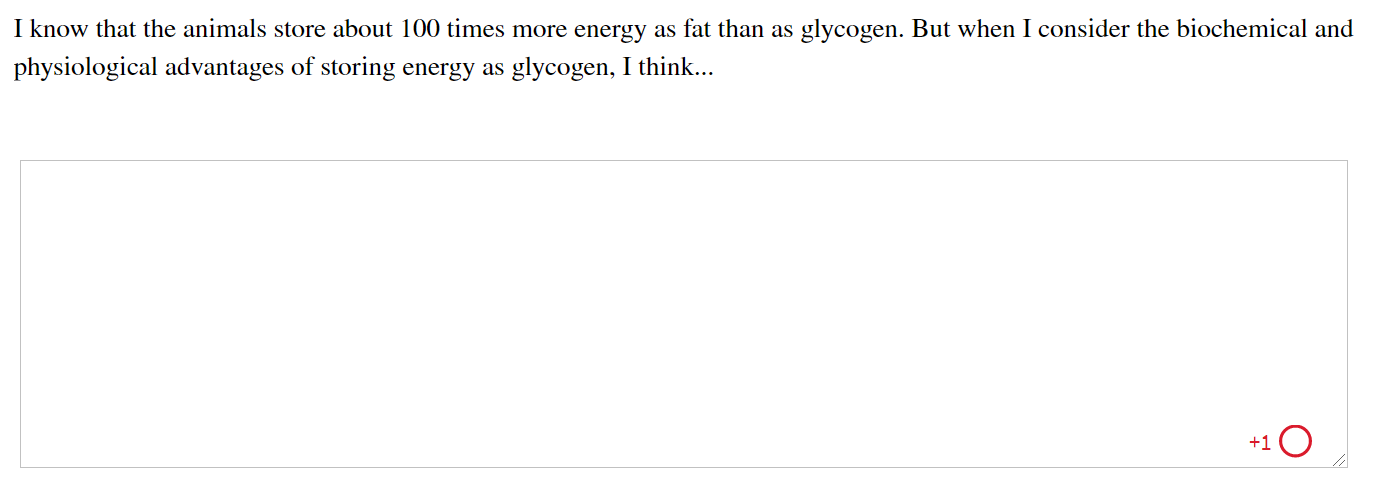 I know that the animals store about 100 times more energy as fat than as glycogen. But when I consider the biochemical and
physiological advantages of storing energy as glycogen, I think...
+1